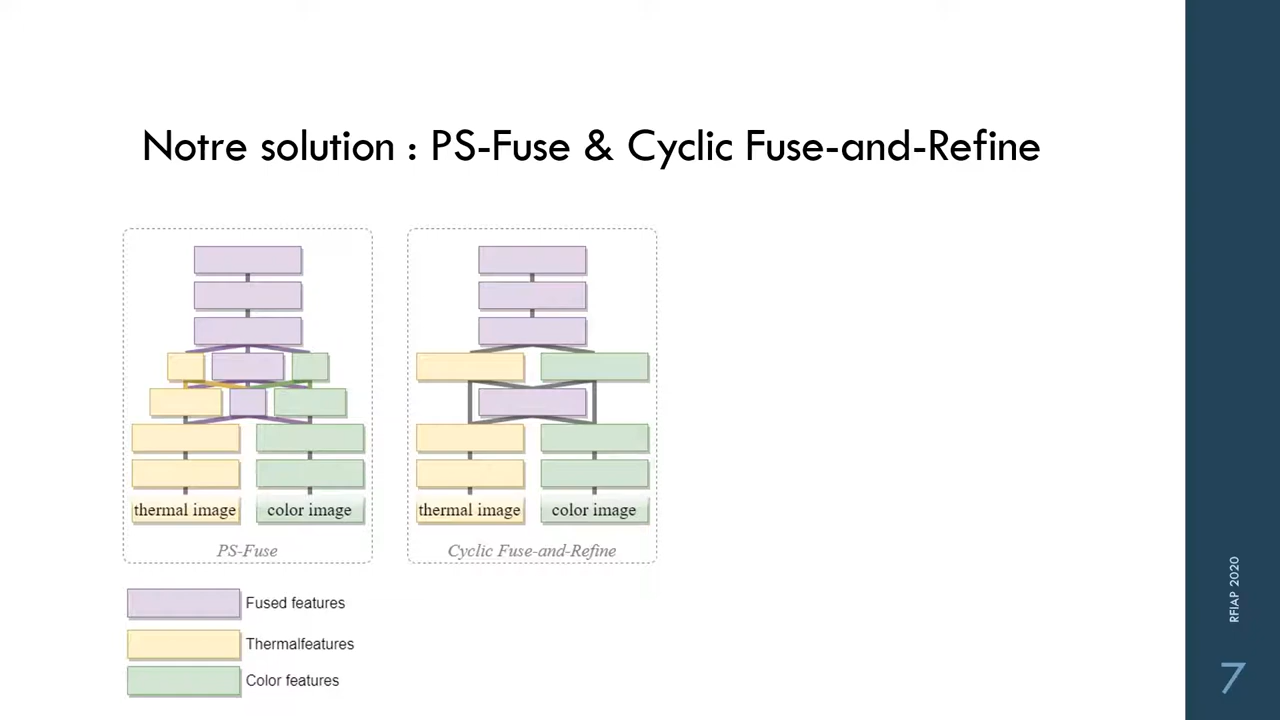 Notre solution : PS-Fuse & Cyclic Fuse-and-Refine
thermal image
color image
PS-Fuse
thermal image
color image
Cyclic Fuse-and-Refine
Fused features
Thermalfeatures
Color features
RFIAP 2020
7